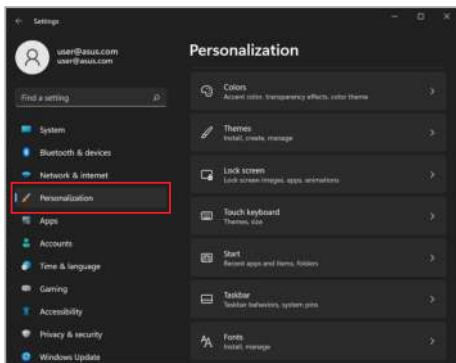 Settings
user@asus.com
user@asus.com
Find a setting
System
Bluetooth & devices
Network & internet
Personalization
Apps
Accounts
Time & language
Gaming
Accessibility
Privacy & security
Windows Update
Personalization
Colors
Accent color, transparency effects, color theme
Themes
Install, create, manage
Lock screen
Lock screen images, apps, animations
Touch keyboard
Themes, size
Start
Recent apps and items, folders
Taskbar
Taskbar behaviors, system pins
Fonts
Install, manage